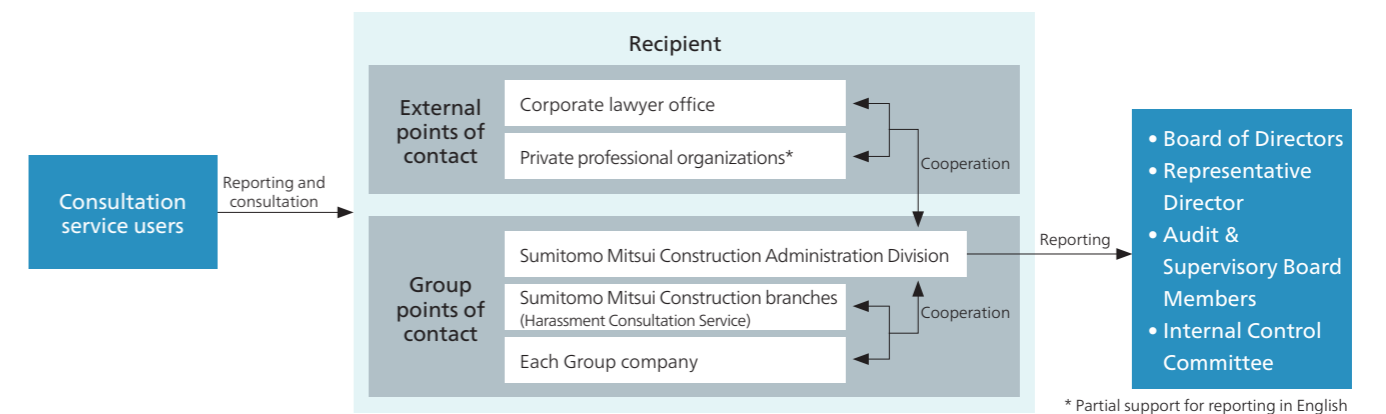 Recipient
External
points of
contact
Corporate lawyer office
Private professional organizations*
Cooperation
Consultation
service users
Reporting and
consultation
Group
points of
contact
Sumitomo Mitsui Construction Administration Division
Sumitomo Mitsui Construction branches
(Harassment Consultation Service)
Each Group company
Cooperation
Reporting
• Board of Directors
• Representative
Director
• Audit &
Supervisory Board
Members
• Internal Control
Committee
* Partial support for reporting in English